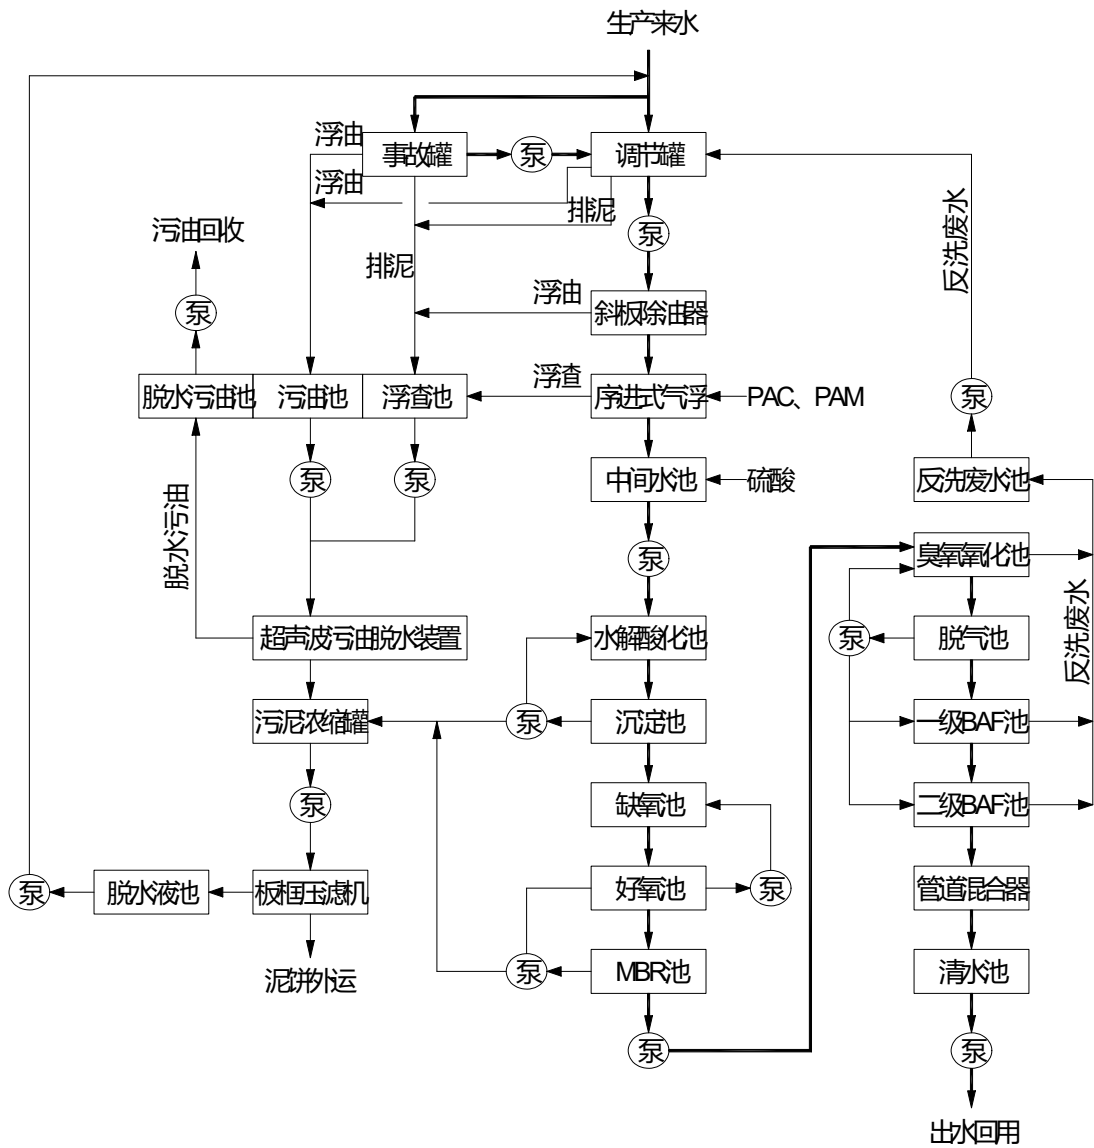 生产来水
浮油
事故罐
泵
调节罐
浮油
排泥
反洗废水
污油回收
泵
排泥
泵
浮油
斜板除油器
脱水污油池
污油池
浮查池
浮查
序进式气浮
PAC、PAM
泵
泵
泵
中间水池
硫酸
反洗废水池
脱水污油
泵
臭氧氧化池
反洗废水
超声波污油脱水装置
水解酸化池
泵
脱气池
污泥浓缩罐
泵
沉淀池
一级BAF池
泵
缺氧池
二级BAF池
泵
脱水液池
板框压滤机
好氧池
泵
管道混合器
泥饼外运
泵
MBR池
清水池
泵
泵
出水回用